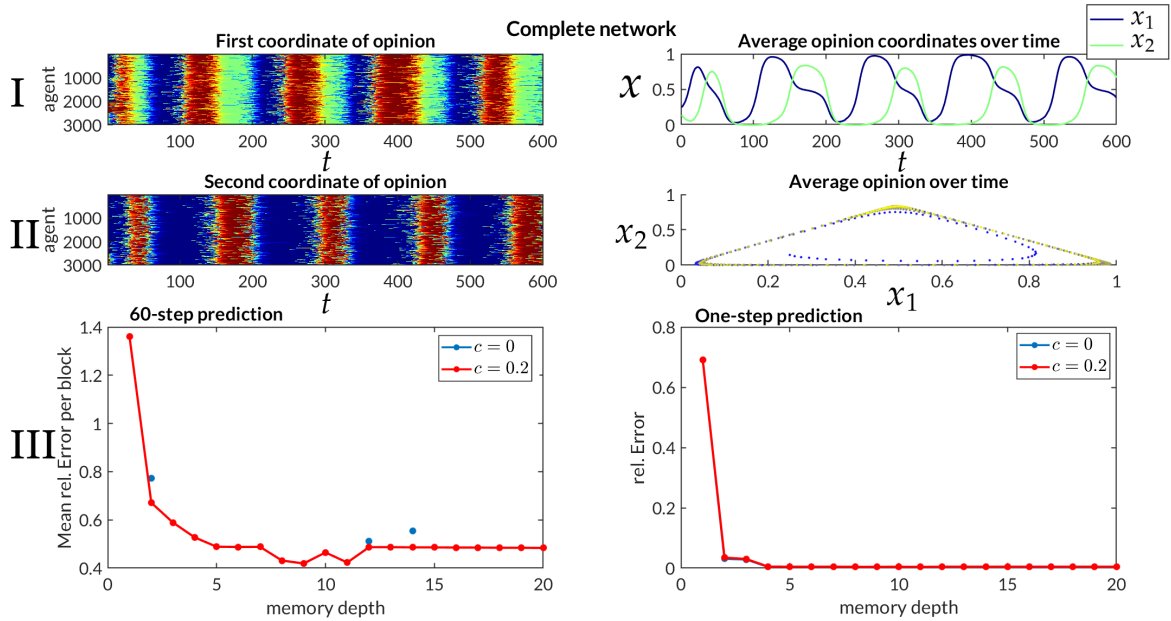 Complete network
x1
x2
First coordinate of opinion
I
agent
1000
2000
3000
100 200 300 400 500 600
t
Average opinion coordinates over time
x
1
0.5
0
0 100 200 300 400 500 600
t
Second coordinate of opinion
II
agent
1000
2000
3000
100 200 300 400 500 600
t
Average opinion over time
x2
1
0.5
0
0 0.2 0.4 0.6 0.8 1
x1
III
60-step prediction
Mean rel. Error per block
1.4
1.2
1
0.8
0.6
0.4
c = 0
c = 0.2
0 5 10 15 20
memory depth
One-step prediction
rel. Error
0.8
0.6
0.4
0.2
0
c = 0
c = 0.2
0 5 10 15 20
memory depth